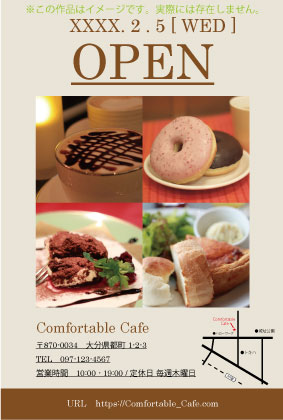 ※この作品はイメージです。実際には存在しません。
XXXX. 2 . 5 [ WED ]
OPEN
Comfortable Cafe
〒870-0034　大分県都町 1-2-3
TEL　097-123-4567
営業時間　10:00 - 19:00 / 定休日 毎週木曜日
Comfortable
Cafe
URL　https://Comfortable_Cafe.com